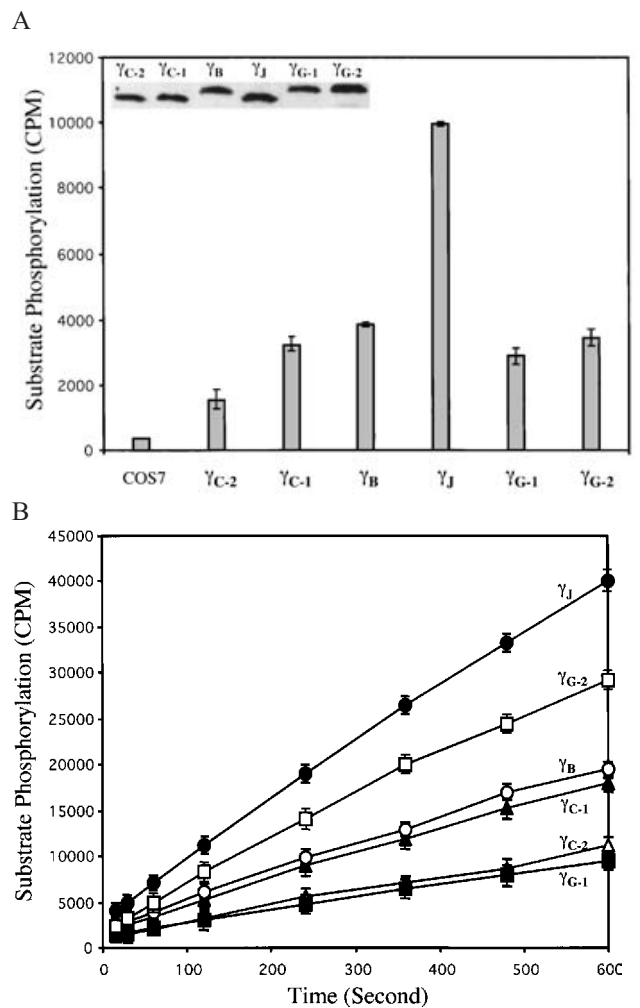 A
12000
10000
8000
6000
4000
2000
0
Substrate Phosphorylation (CPM)
γC-2 γC-1 γB γJ γG-1 γG-2
COS7 γC-2 γC-1 γB γJ γG-1 γG-2
B
45000
40000
35000
30000
25000
20000
15000
10000
5000
0
Substrate Phosphorylation (CPM)
γJ
γG-2
γB
γC-1
γC-2
γG-1
0 100 200 300 400 500 600
Time (Second)